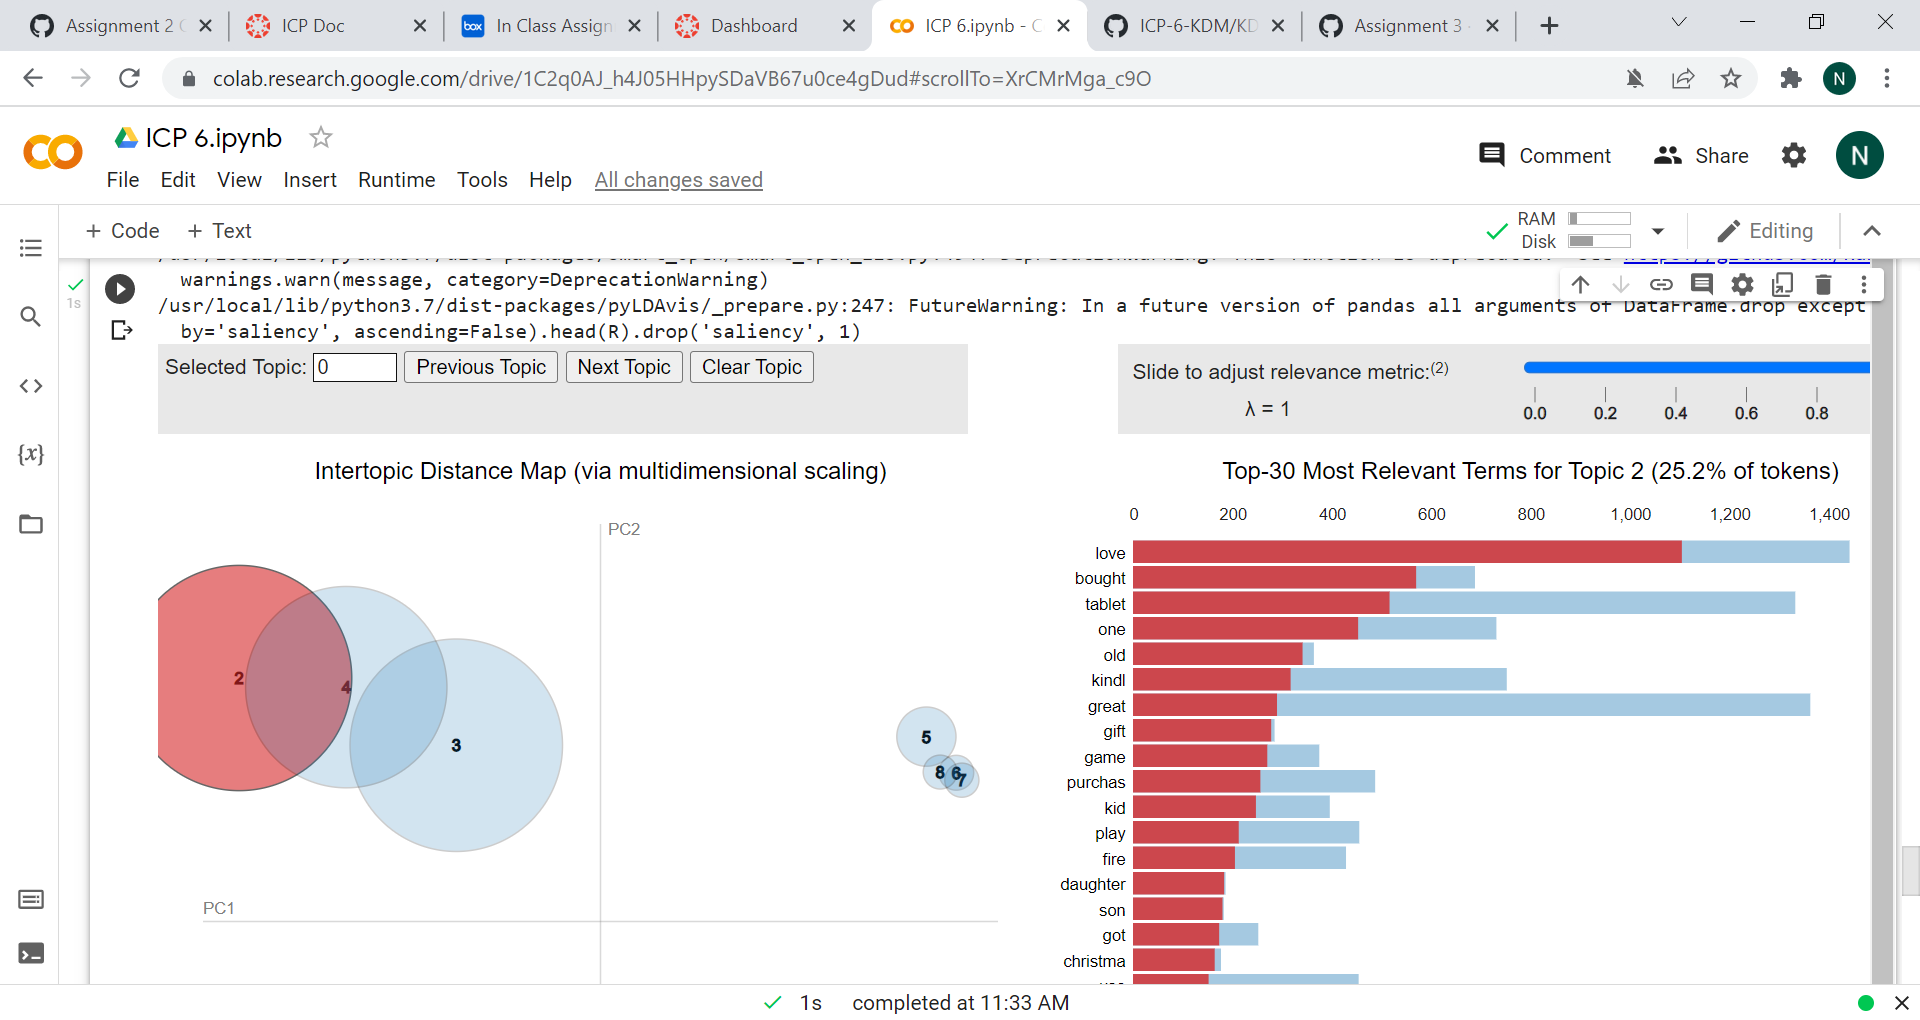 Assignment 2
ICP Doc
In Class Assign
Dashboard
ICP 6.ipynb - C
ICP-6-KDM/KD
Assignment 3 -
colab.research.google.com/drive/1C2q0AJ_h4J05HHpySDaVB67u0ce4gDud#scrollTo=XrCMrMga_c9O
N
ICP 6.ipynb
Comment
Share
N
File Edit View Insert Runtime Tools Help All changes saved
+ Code + Text
RAM
Disk
Editing
warnings.warn(message, category=DeprecationWarning)
1s
/usr/local/lib/python3.7/dist-packages/pyLDAvis/_prepare.py:247: FutureWarning: In a future version of pandas all arguments of DataFrame.drop except
by='saliency', ascending=False).head(R).drop('saliency', 1)
Selected Topic: 0 Previous Topic Next Topic Clear Topic
Slide to adjust relevance metric:(2)
λ = 1
0.0 0.2 0.4 0.6 0.8
Intertopic Distance Map (via multidimensional scaling)
PC2
2
4
3
5
8
6
7
PC1
Top-30 Most Relevant Terms for Topic 2 (25.2% of tokens)
0 200 400 600 800 1,000 1,200 1,400
love
bought
tablet
one
old
kindl
great
gift
game
purchas
kid
play
fire
daughter
son
got
christma
1s completed at 11:33 AM